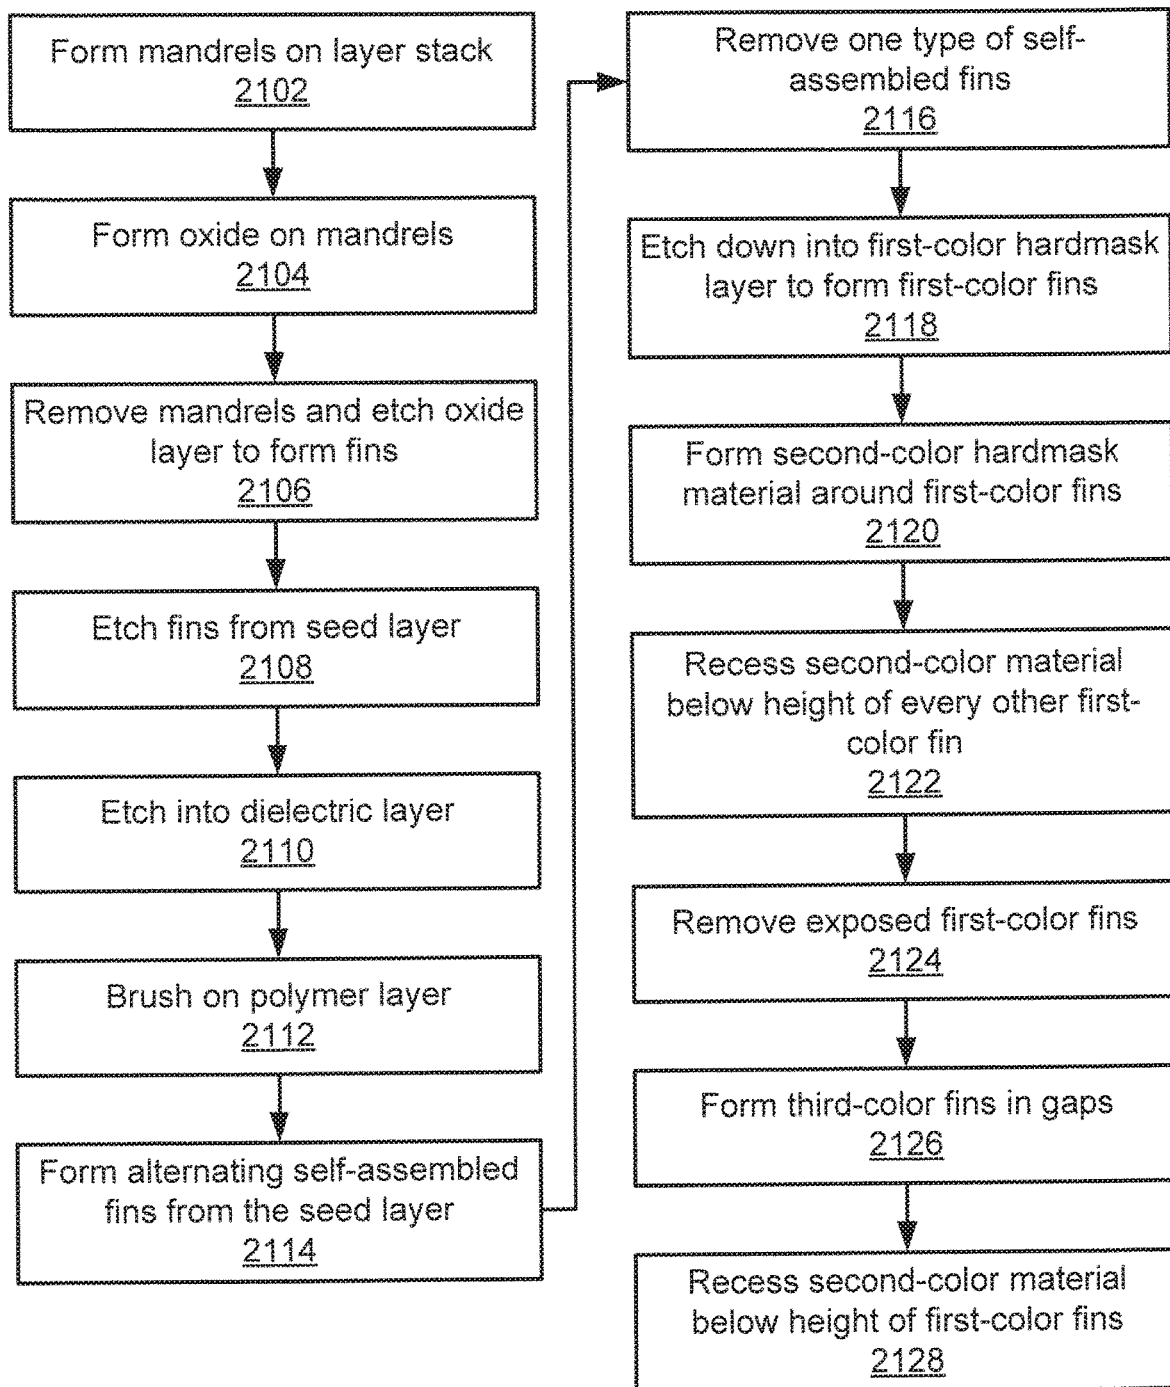 Form mandrels on layer stack
2102
Form oxide on mandrels
2104
Remove mandrels and etch oxide
layer to form fins
2106
Etch fins from seed layer
2108
Etch into dielectric layer
2110
Brush on polymer layer
2112
Form alternating self-assembled
fins from the seed layer
2114
Remove one type of self-
assembled fins
2116
Etch down into first-color hardmask
layer to form first-color fins
2118
Form second-color hardmask
material around first-color fins
2120
Recess second-color material
below height of every other first-
color fin
2122
Remove exposed first-color fins
2124
Form third-color fins in gaps
2126
Recess second-color material
below height of first-color fins
2128